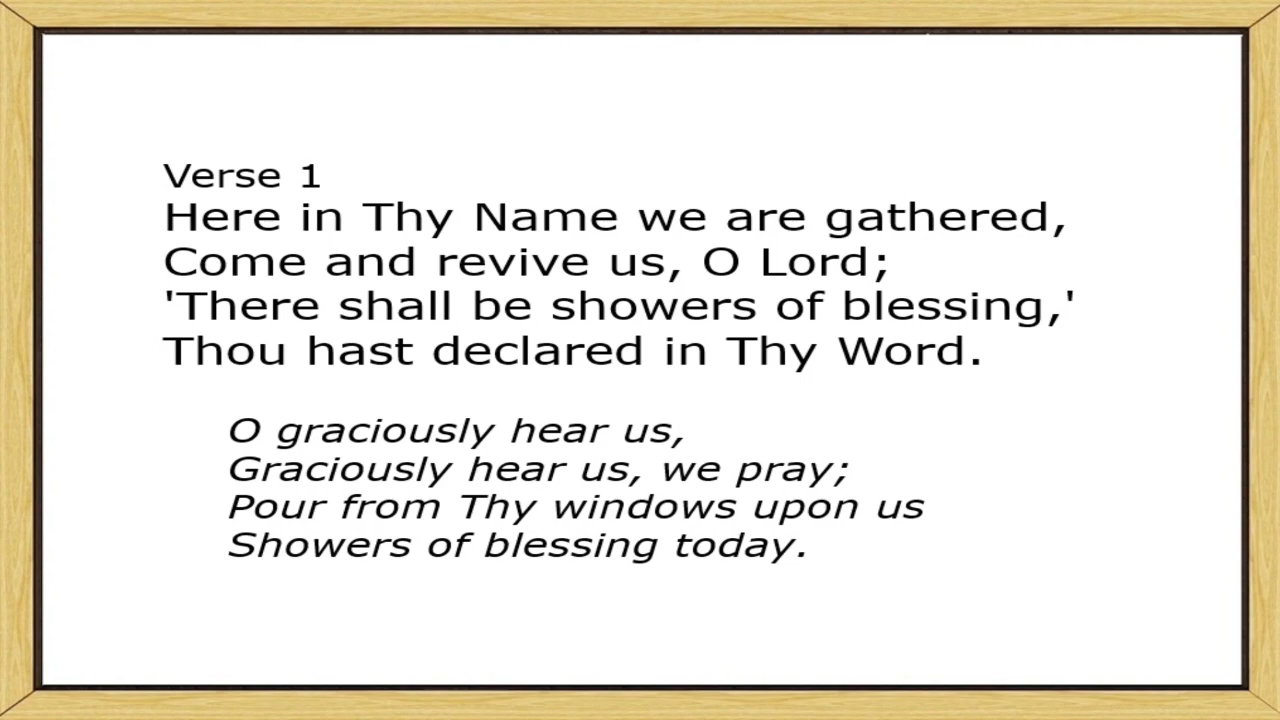 Verse 1
Here in Thy Name we are gathered,
Come and revive us, O Lord;
'There shall be showers of blessing,'
Thou hast declared in Thy Word.
O graciously hear us,
Graciously hear us, we pray;
Pour from Thy windows upon us
Showers of blessing today.